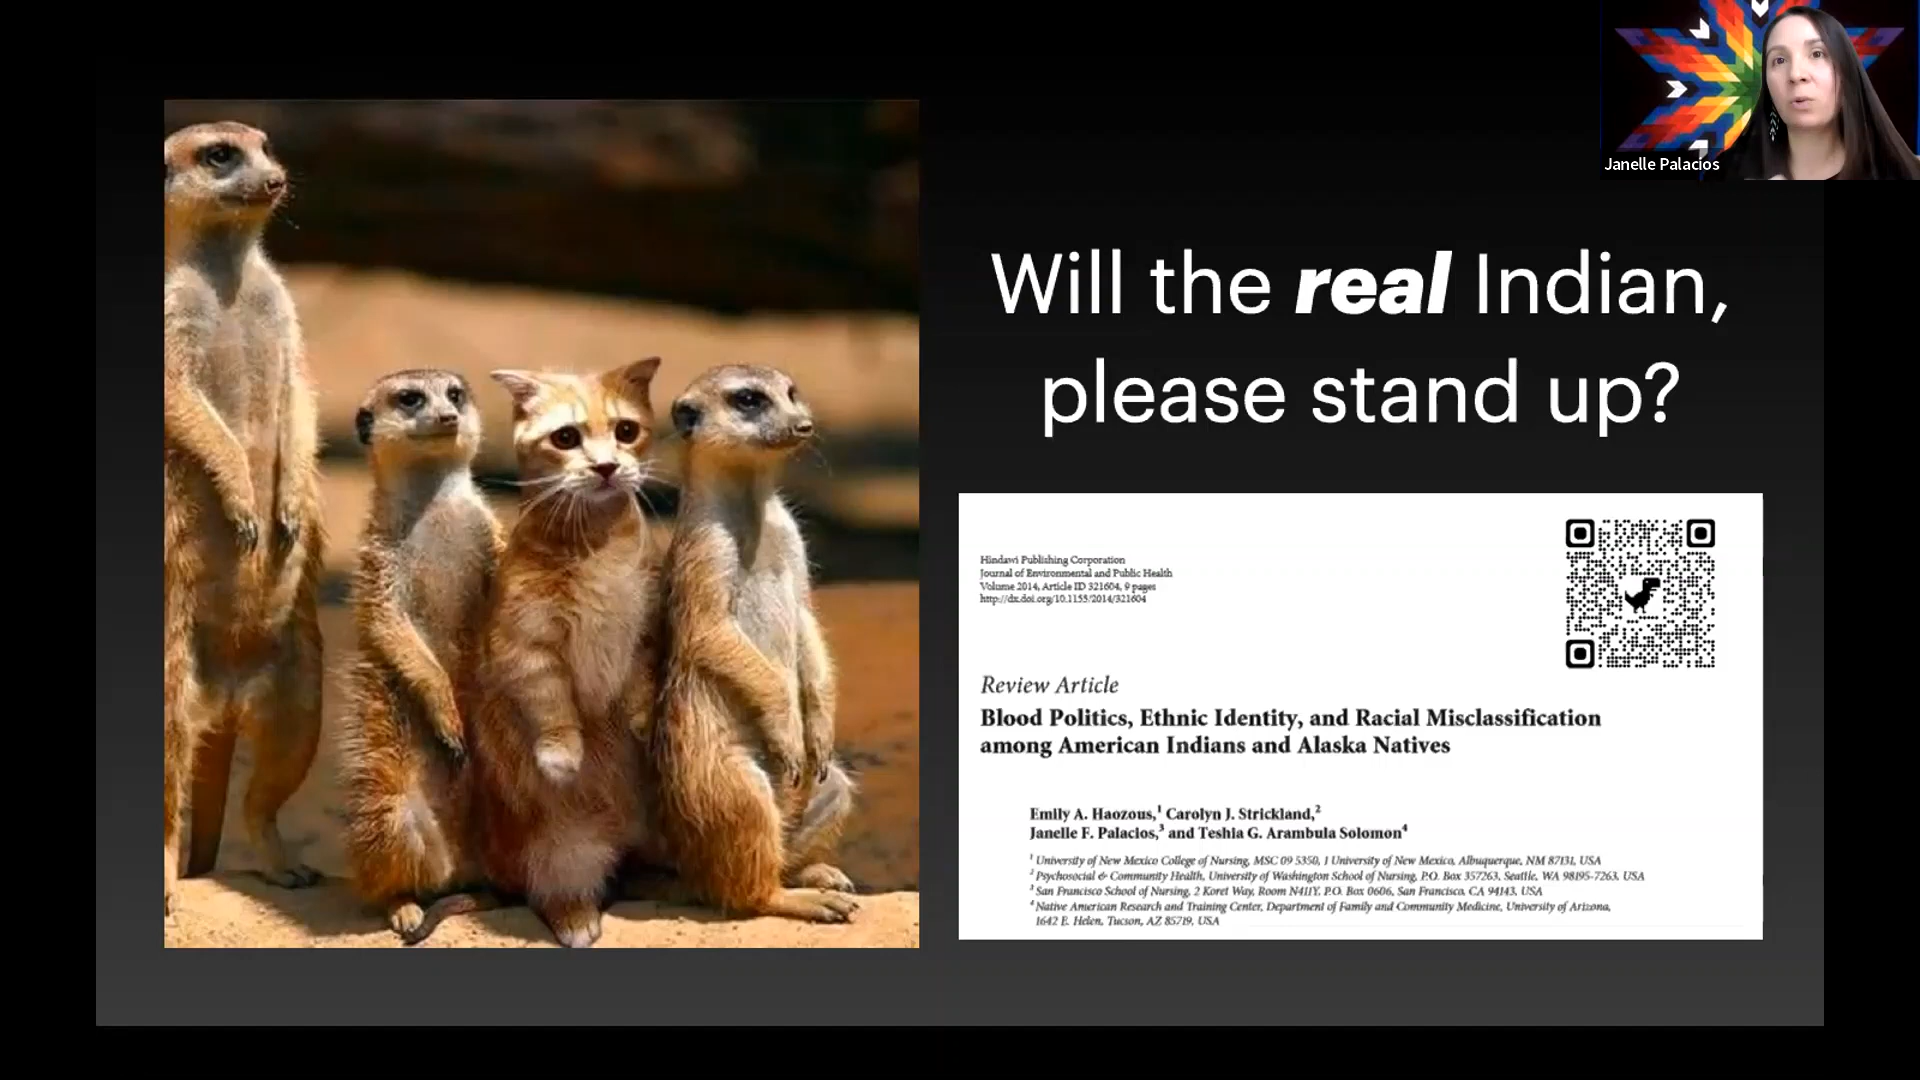 Janelle Palacios
Will the real Indian,
please stand up?
Hindawi Publishing Corporation
Journal of Environmental and Public Health
Volume 2014, Article ID 321604, 9 pages
http://dx.doi.org/10.1155/2014/321604
Review Article
Blood Politics, Ethnic Identity, and Racial Misclassification
among American Indians and Alaska Natives
Emily A. Haozous,¹ Carolyn J. Strickland,²
Janelle F. Palacios,³ and Teshia G. Arambula Solomon⁴
¹ University of New Mexico College of Nursing, MSC 09 5350, 1 University of New Mexico, Albuquerque, NM 87131, USA
² Psychosocial & Community Health, University of Washington School of Nursing, P.O. Box 357263, Seattle, WA 98195-7263, USA
³ San Francisco School of Nursing, 2 Koret Way, Room N411Y, P.O. Box 0606, San Francisco, CA 94143, USA
⁴ Native American Research and Training Center, Department of Family and Community Medicine, University of Arizona,
1642 E. Helen, Tucson, AZ 85719, USA